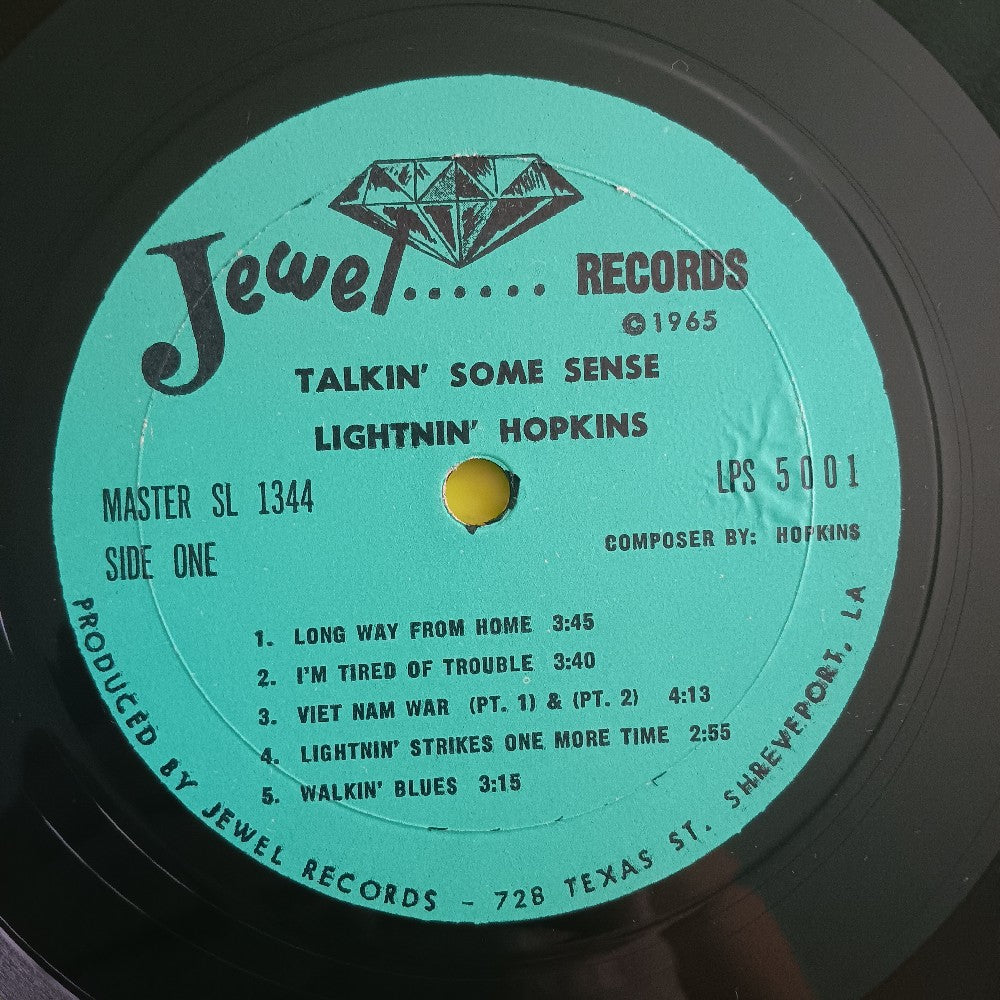 Jewel...... RECORDS
©1965
TALKIN' SOME SENSE
LIGHTNIN' HOPKINS
MASTER SL 1344
LPS 5001
SIDE ONE
COMPOSER BY: HOPKINS
1. LONG WAY FROM HOME 3:45
2. I'M TIRED OF TROUBLE 3:40
3. VIET NAM WAR (PT. 1) & (PT. 2) 4:13
4. LIGHTNIN' STRIKES ONE MORE TIME 2:55
5. WALKIN' BLUES 3:15
PRODUCED BY JEWEL RECORDS - 728 TEXAS ST. SHREVEPORT, LA